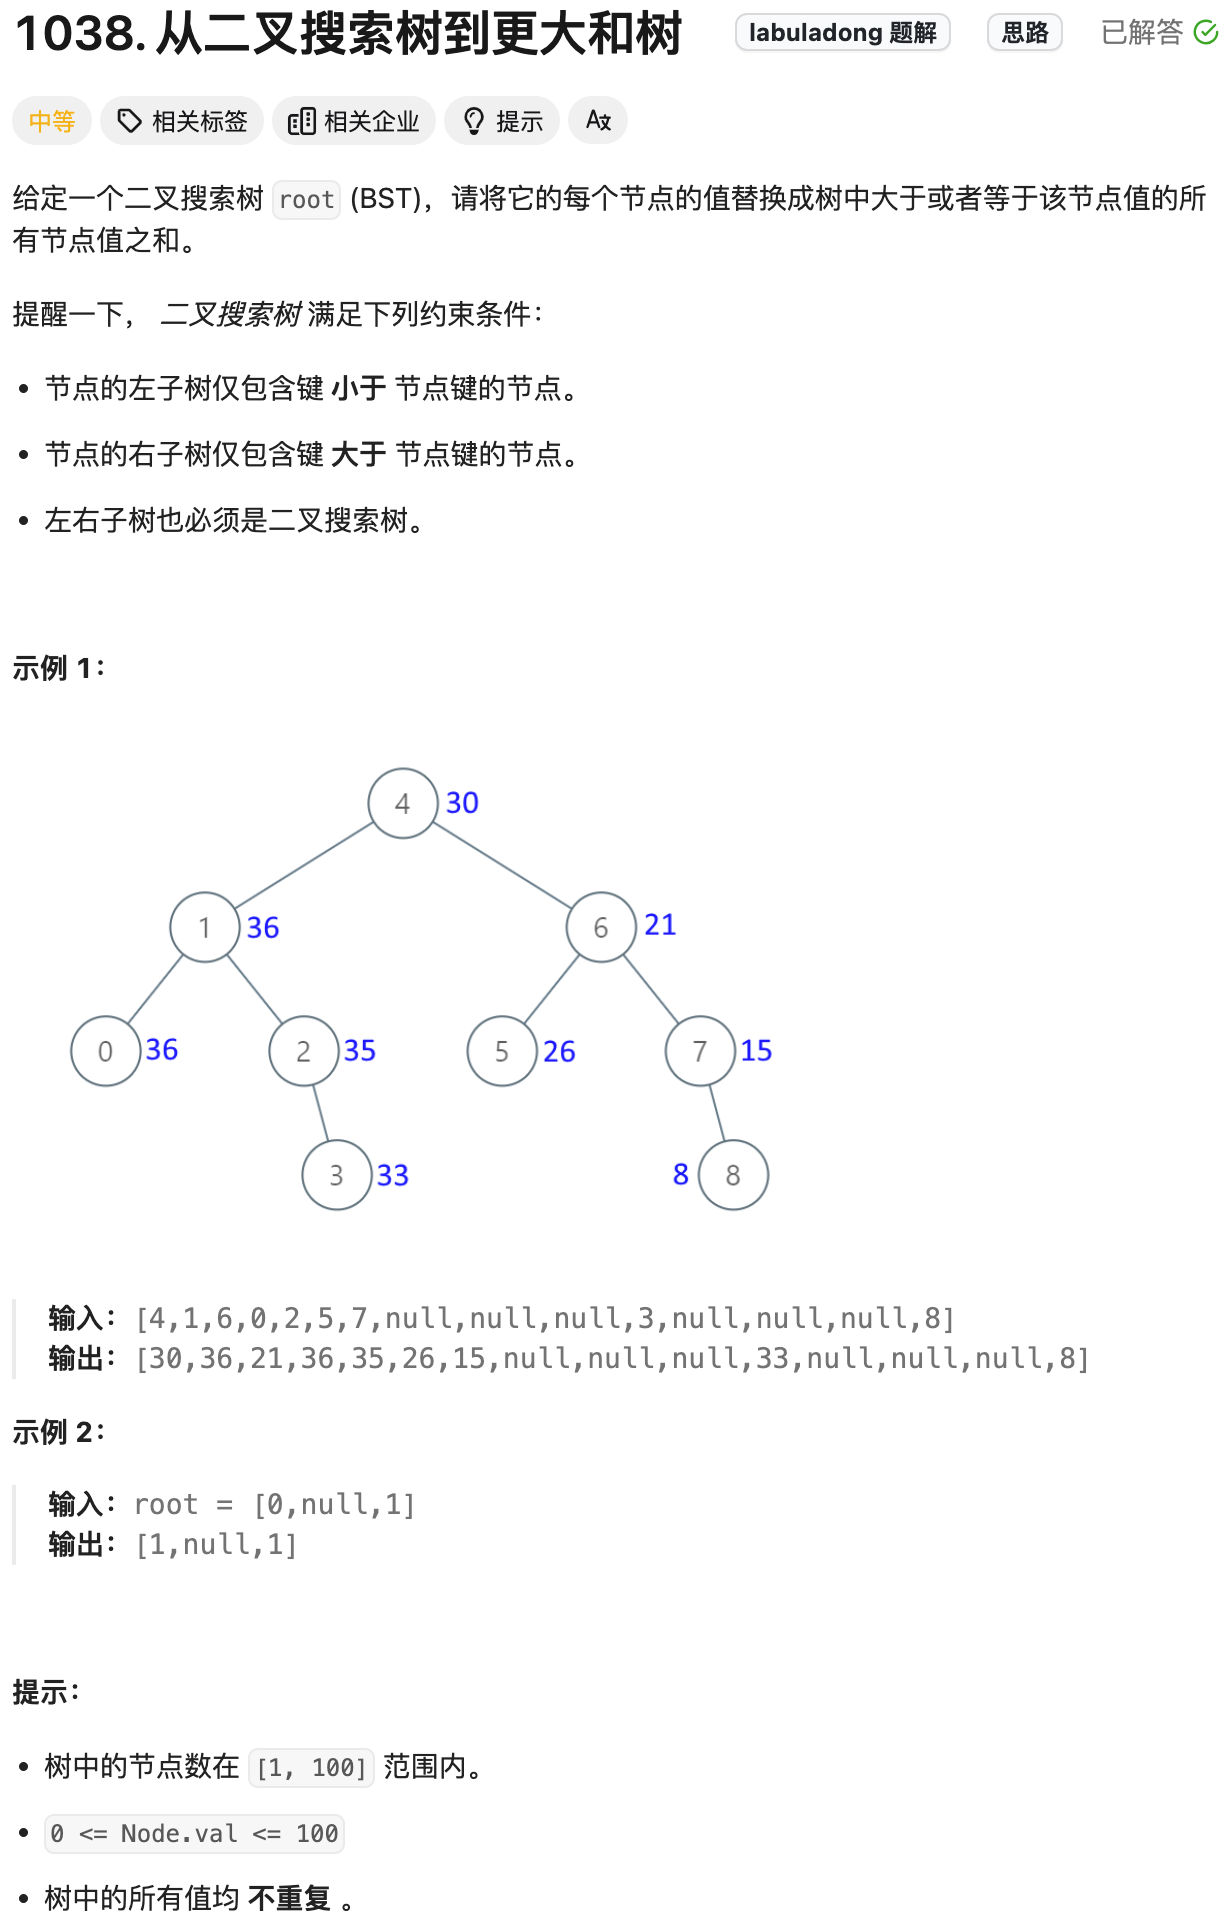 1038. 从二叉搜索树到更大和树 labuladong 题解 思路 已解答
中等 相关标签 相关企业 提示
给定一个二叉搜索树 root (BST)，请将它的每个节点的值替换成树中大于或者等于该节点值的所
有节点值之和。
提醒一下， 二叉搜索树 满足下列约束条件：
• 节点的左子树仅包含键 小于 节点键的节点。
• 节点的右子树仅包含键 大于 节点键的节点。
• 左右子树也必须是二叉搜索树。
示例 1：
4 30
1 36 6 21
0 36 2 35 5 26 7 15
3 33 8 8
输入：[4,1,6,0,2,5,7,null,null,null,3,null,null,null,8]
输出：[30,36,21,36,35,26,15,null,null,null,33,null,null,null,8]
示例 2：
输入：root = [0,null,1]
输出：[1,null,1]
提示：
• 树中的节点数在 [1, 100] 范围内。
• 0 <= Node.val <= 100
• 树中的所有值均 不重复 。